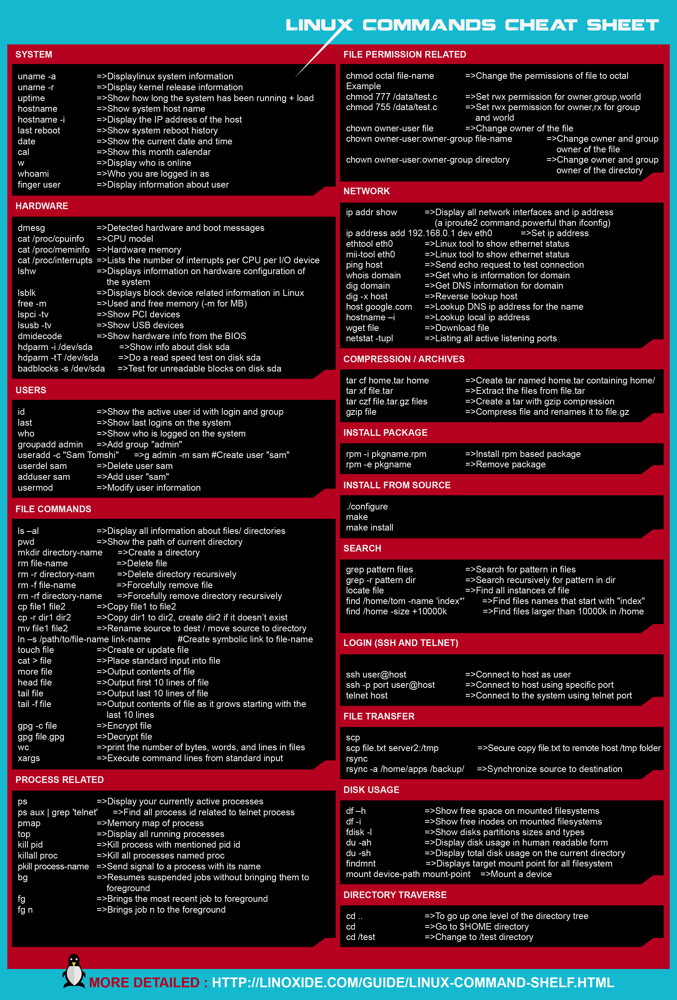 LINUX COMMANDS CHEAT SHEET
SYSTEM
uname -a =>Displaylinux system information
uname -r =>Display kernel release information
uptime =>Show how long the system has been running + load
hostname =>Show system host name
hostname -i =>Display the IP address of the host
last reboot =>Show system reboot history
date =>Show the current date and time
cal =>Show this month calendar
w =>Display who is online
whoami =>Who you are logged in as
finger user =>Display information about user
HARDWARE
dmesg =>Detected hardware and boot messages
cat /proc/cpuinfo =>CPU model
cat /proc/meminfo =>Hardware memory
cat /proc/interrupts =>Lists the number of interrupts per CPU per I/O device
lshw =>Displays information on hardware configuration of
the system
lsblk =>Displays block device related information in Linux
free -m =>Used and free memory (-m for MB)
lspci -tv =>Show PCI devices
lsusb -tv =>Show USB devices
dmidecode =>Show hardware info from the BIOS
hdparm -i /dev/sda =>Show info about disk sda
hdparm -tT /dev/sda =>Do a read speed test on disk sda
badblocks -s /dev/sda =>Test for unreadable blocks on disk sda
USERS
id =>Show the active user id with login and group
last =>Show last logins on the system
who =>Show who is logged on the system
groupadd admin =>Add group "admin"
useradd -c "Sam Tomshi" =>g admin -m sam #Create user "sam"
userdel sam =>Delete user sam
adduser sam =>Add user "sam"
usermod =>Modify user information
FILE COMMANDS
ls –al =>Display all information about files/ directories
pwd =>Show the path of current directory
mkdir directory-name =>Create a directory
rm file-name =>Delete file
rm -r directory-nam =>Delete directory recursively
rm -f file-name =>Forcefully remove file
rm -rf directory-name =>Forcefully remove directory recursively
cp file1 file2 =>Copy file1 to file2
cp -r dir1 dir2 =>Copy dir1 to dir2, create dir2 if it doesn’t exist
mv file1 file2 =>Rename source to dest / move source to directory
ln –s /path/to/file-name link-name #Create symbolic link to file-name
touch file =>Create or update file
cat > file =>Place standard input into file
more file =>Output contents of file
head file =>Output first 10 lines of file
tail file =>Output last 10 lines of file
tail -f file =>Output contents of file as it grows starting with the
last 10 lines
gpg -c file =>Encrypt file
gpg file.gpg =>Decrypt file
wc =>print the number of bytes, words, and lines in files
xargs =>Execute command lines from standard input
PROCESS RELATED
ps =>Display your currently active processes
ps aux | grep 'telnet' =>Find all process id related to telnet process
pmap =>Memory map of process
top =>Display all running processes
kill pid =>Kill process with mentioned pid id
killall proc =>Kill all processes named proc
pkill process-name =>Send signal to a process with its name
bg =>Resumes suspended jobs without bringing them to
foreground
fg =>Brings the most recent job to foreground
fg n =>Brings job n to the foreground
FILE PERMISSION RELATED
chmod octal file-name =>Change the permissions of file to octal
Example
chmod 777 /data/test.c =>Set rwx permission for owner,group,world
chmod 755 /data/test.c =>Set rwx permission for owner,rx for group
and world
chown owner-user file =>Change owner of the file
chown owner-user:owner-group file-name =>Change owner and group
owner of the file
chown owner-user:owner-group directory =>Change owner and group
owner of the directory
NETWORK
ip addr show =>Display all network interfaces and ip address
(a iproute2 command,powerful than ifconfig)
ip address add 192.168.0.1 dev eth0 =>Set ip address
ethtool eth0 =>Linux tool to show ethernet status
mii-tool eth0 =>Linux tool to show ethernet status
ping host =>Send echo request to test connection
whois domain =>Get who is information for domain
dig domain =>Get DNS information for domain
dig -x host =>Reverse lookup host
host google.com =>Lookup DNS ip address for the name
hostname –i =>Lookup local ip address
wget file =>Download file
netstat -tupl =>Listing all active listening ports
COMPRESSION / ARCHIVES
tar cf home.tar home =>Create tar named home.tar containing home/
tar xf file.tar =>Extract the files from file.tar
tar czf file.tar.gz files =>Create a tar with gzip compression
gzip file =>Compress file and renames it to file.gz
INSTALL PACKAGE
rpm -i pkgname.rpm =>Install rpm based package
rpm -e pkgname =>Remove package
INSTALL FROM SOURCE
./configure
make
make install
SEARCH
grep pattern files =>Search for pattern in files
grep -r pattern dir =>Search recursively for pattern in dir
locate file =>Find all instances of file
find /home/tom -name 'index*' =>Find files names that start with "index"
find /home -size +10000k =>Find files larger than 10000k in /home
LOGIN (SSH AND TELNET)
ssh user@host =>Connect to host as user
ssh -p port user@host =>Connect to host using specific port
telnet host =>Connect to the system using telnet port
FILE TRANSFER
scp
scp file.txt server2:/tmp =>Secure copy file.txt to remote host /tmp folder
rsync
rsync -a /home/apps /backup/ =>Synchronize source to destination
DISK USAGE
df –h =>Show free space on mounted filesystems
df -i =>Show free inodes on mounted filesystems
fdisk -l =>Show disks partitions sizes and types
du -ah =>Display disk usage in human readable form
du -sh =>Display total disk usage on the current directory
findmnt =>Displays target mount point for all filesystem
mount device-path mount-point =>Mount a device
DIRECTORY TRAVERSE
cd .. =>To go up one level of the directory tree
cd =>Go to $HOME directory
cd /test =>Change to /test directory
MORE DETAILED : HTTP://LINOXIDE.COM/GUIDE/LINUX-COMMAND-SHELF.HTML